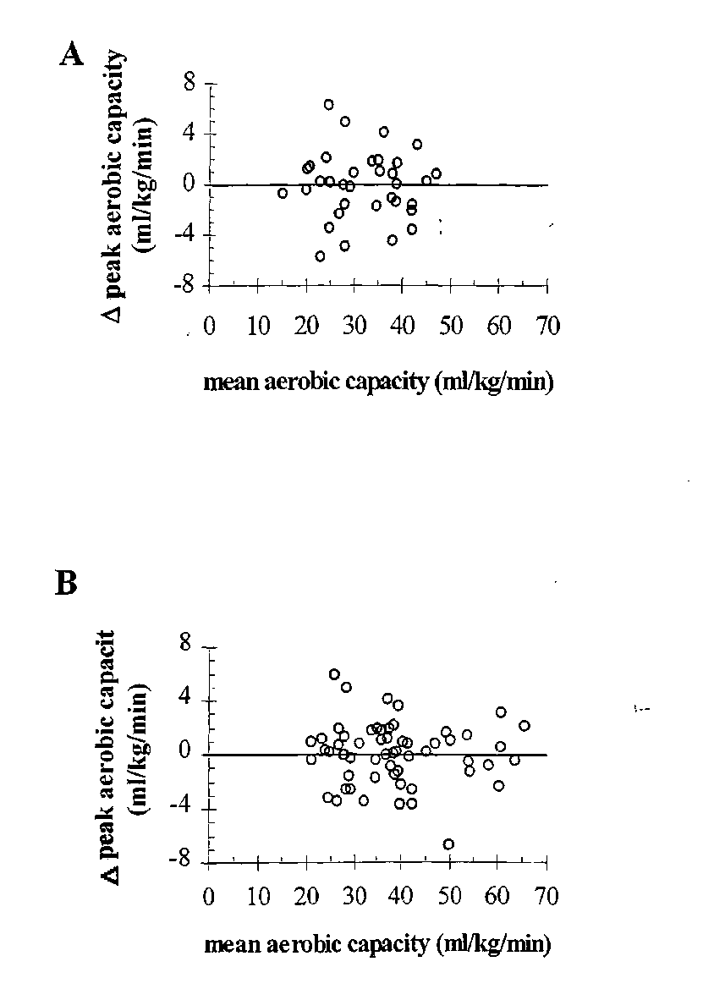 A
Δ peak aerobic capacity
(ml/kg/min)
8
4
0
-4
-8
0 10 20 30 40 50 60 70
mean aerobic capacity (ml/kg/min)
B
Δ peak aerobic capacit
(ml/kg/min)
8
4
0
-4
-8
0 10 20 30 40 50 60 70
mean aerobic capacity (ml/kg/min)